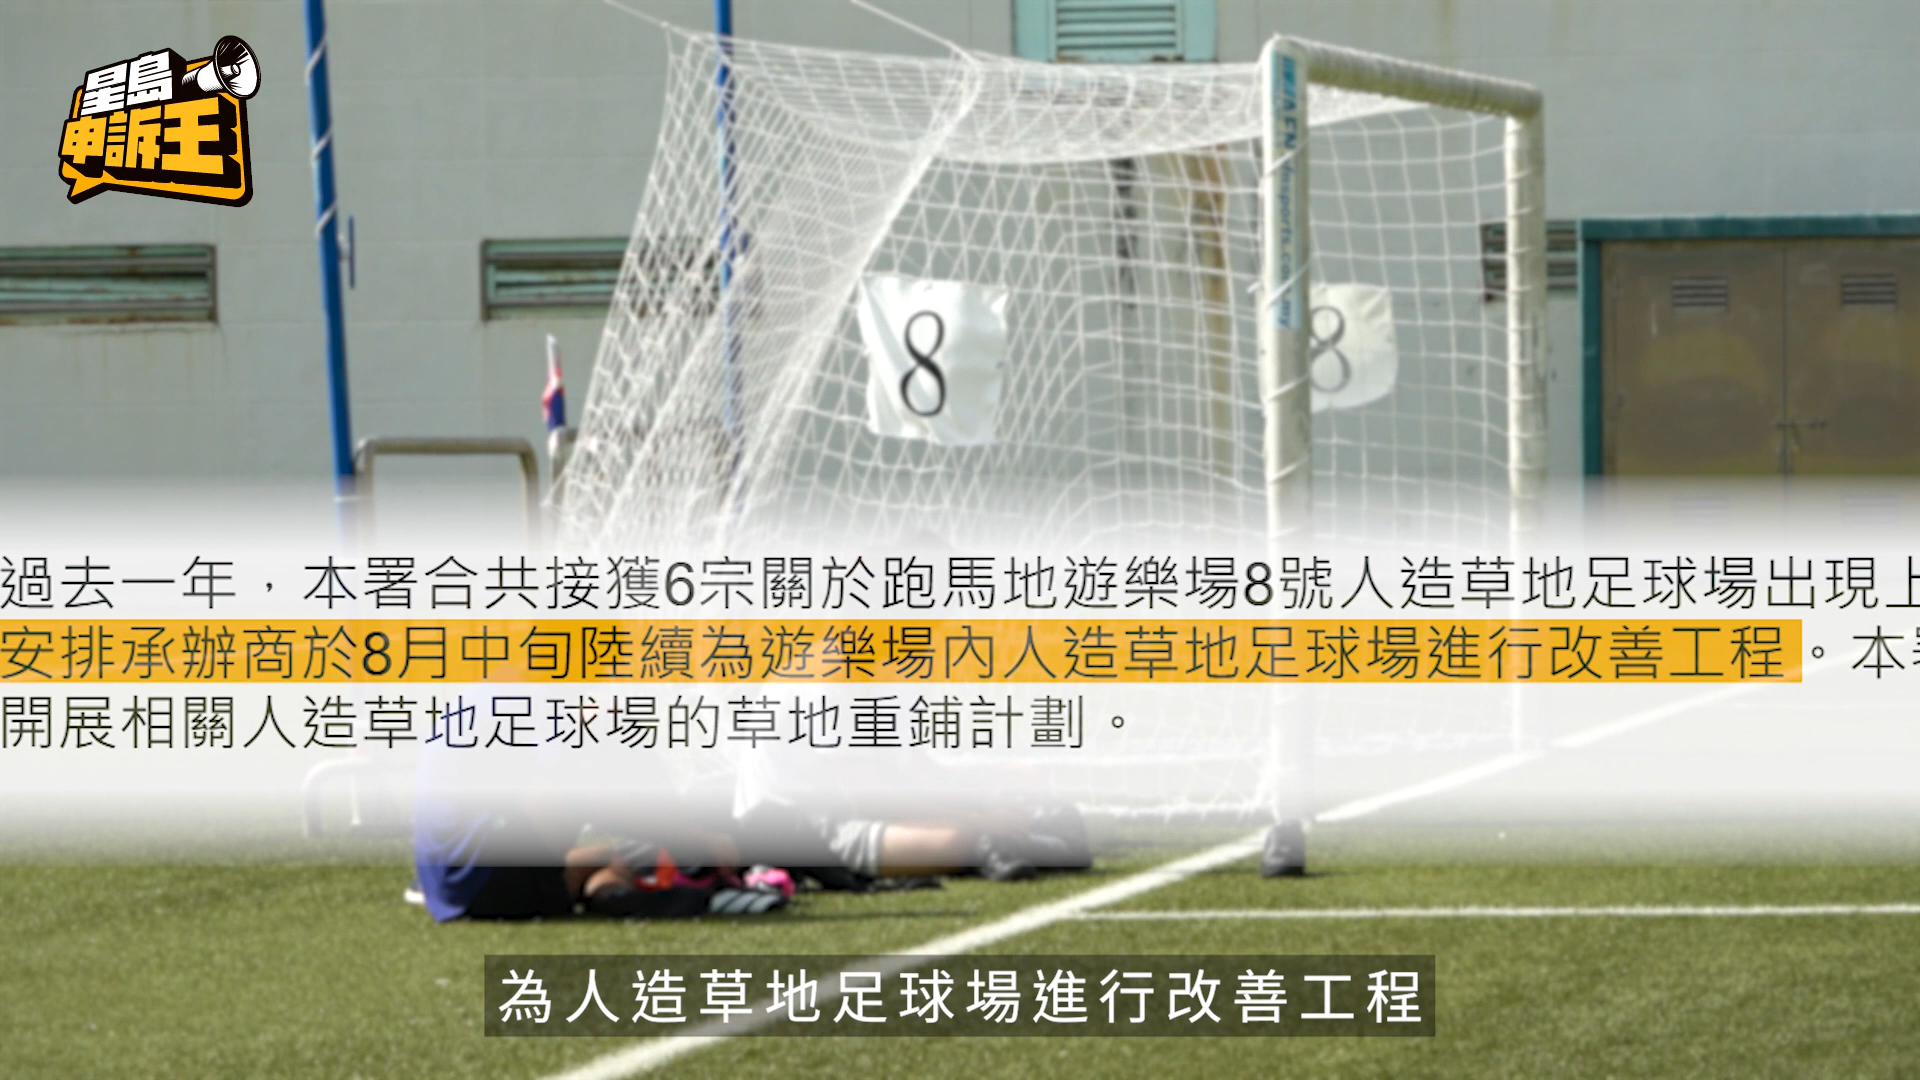 星島
申訴王
8
8
過去一年，本署合共接獲6宗關於跑馬地遊樂場8號人造草地足球場出現上
安排承辦商於8月中旬陸續為遊樂場內人造草地足球場進行改善工程。本署
開展相關人造草地足球場的草地重鋪計劃。
為人造草地足球場進行改善工程